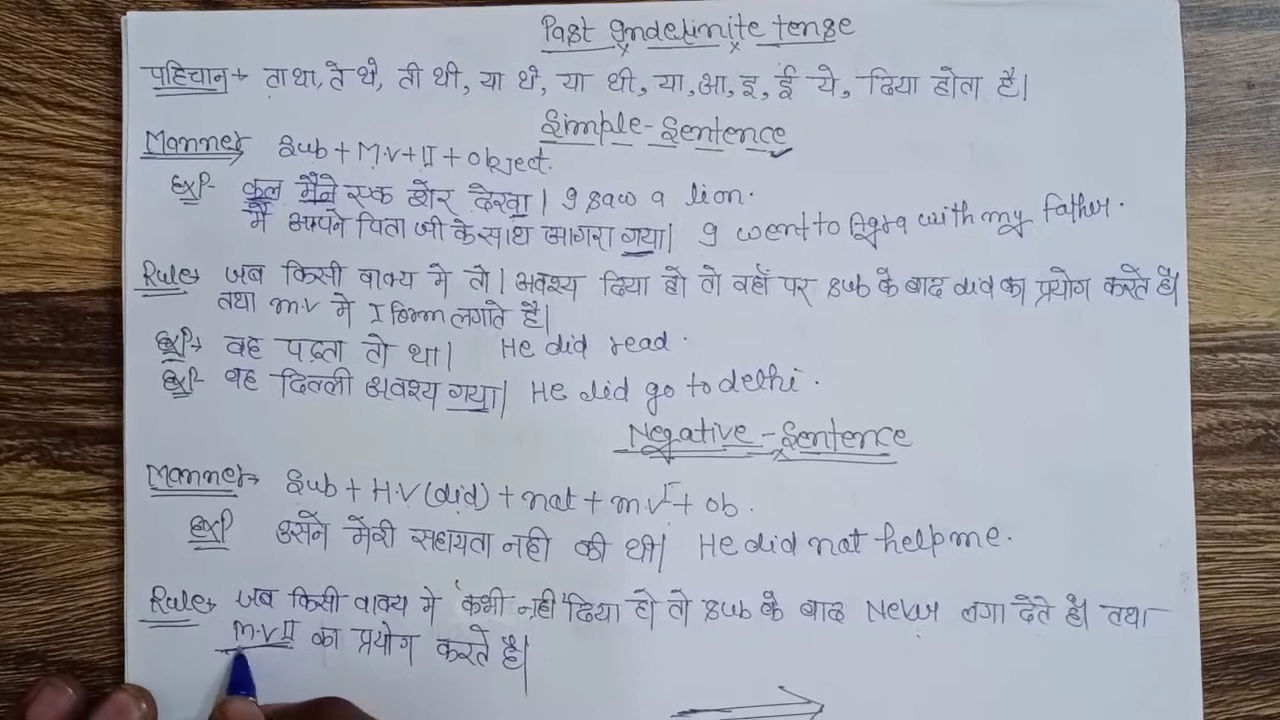 Past Indefinite tense
पहिचान → ता था, ते थे, ती थी, या थे, या थी, या, आ, इ, ई ये, दिया होता है।
Simple-Sentence
Manner Sub + M.V + II + object.
Exp- कल मैने एक शेर देखा। I saw a lion.
मैं अपने पिता जी के साथ आगरा गया। I went to Agra with my father.
Rule→ जब किसी वाक्य मे तो। अवश्य दिया हो तो वहाँ पर sub के बाद did का प्रयोग करते है।
तथा m.v मे I form लगाते है।
Exp→ वह पढ़ता तो था। He did read.
Exp- वह दिल्ली अवश्य गया। He did go to delhi.
Negative-Sentence
Manner→ Sub + H.V (did) + not + m.v I + ob.
Exp उसने मेरी सहायता नही की थी। He did not help me.
Rule→ जब किसी वाक्य मे 'कभी नही' दिया हो तो sub के बाद Never लगा देते है। तथा
M.V II का प्रयोग करते है।